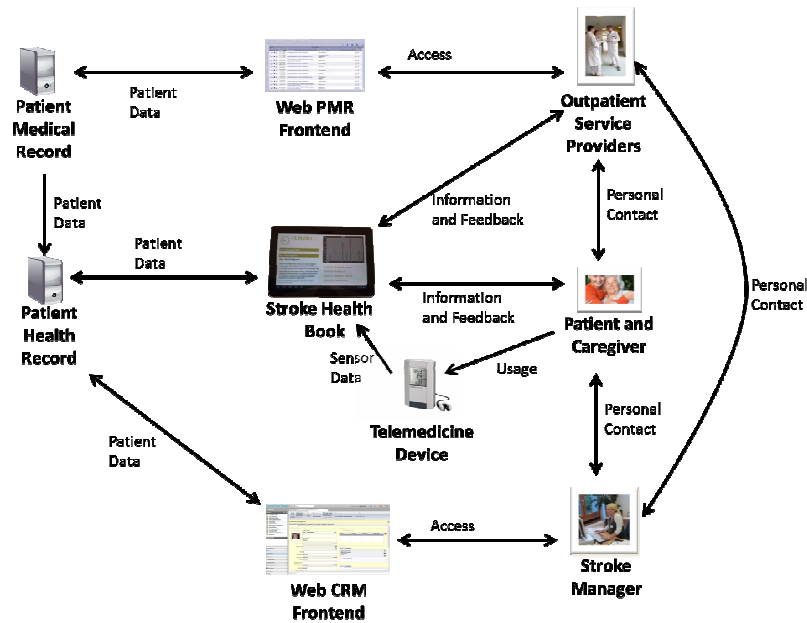 Access
Patient
Data
Patient
Medical
Record
Web PMR
Frontend
Outpatient
Service
Providers
Patient
Data
Information
and Feedback
Personal
Contact
Patient
Data
Personal
Contact
Patient
Health
Record
Stroke Health
Book
Information
and Feedback
Patient and
Caregiver
Sensor
Data
Usage
Telemedicine
Device
Personal
Contact
Patient
Data
Access
Web CRM
Frontend
Stroke
Manager